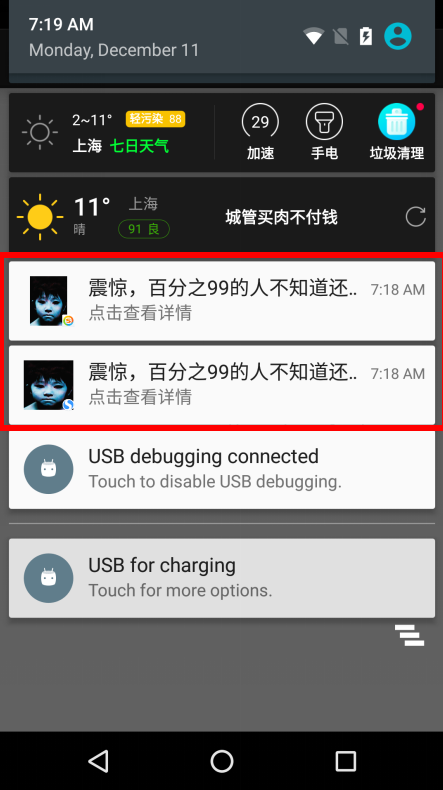 7:19 AM
Monday, December 11
2~11° 轻污染 88
上海 七日天气
29
加速
手电
垃圾清理
11° 上海
晴 91 良
城管买肉不付钱
震惊，百分之99的人不知道还.. 7:18 AM
点击查看详情
震惊，百分之99的人不知道还.. 7:18 AM
点击查看详情
USB debugging connected
Touch to disable USB debugging.
USB for charging
Touch for more options.